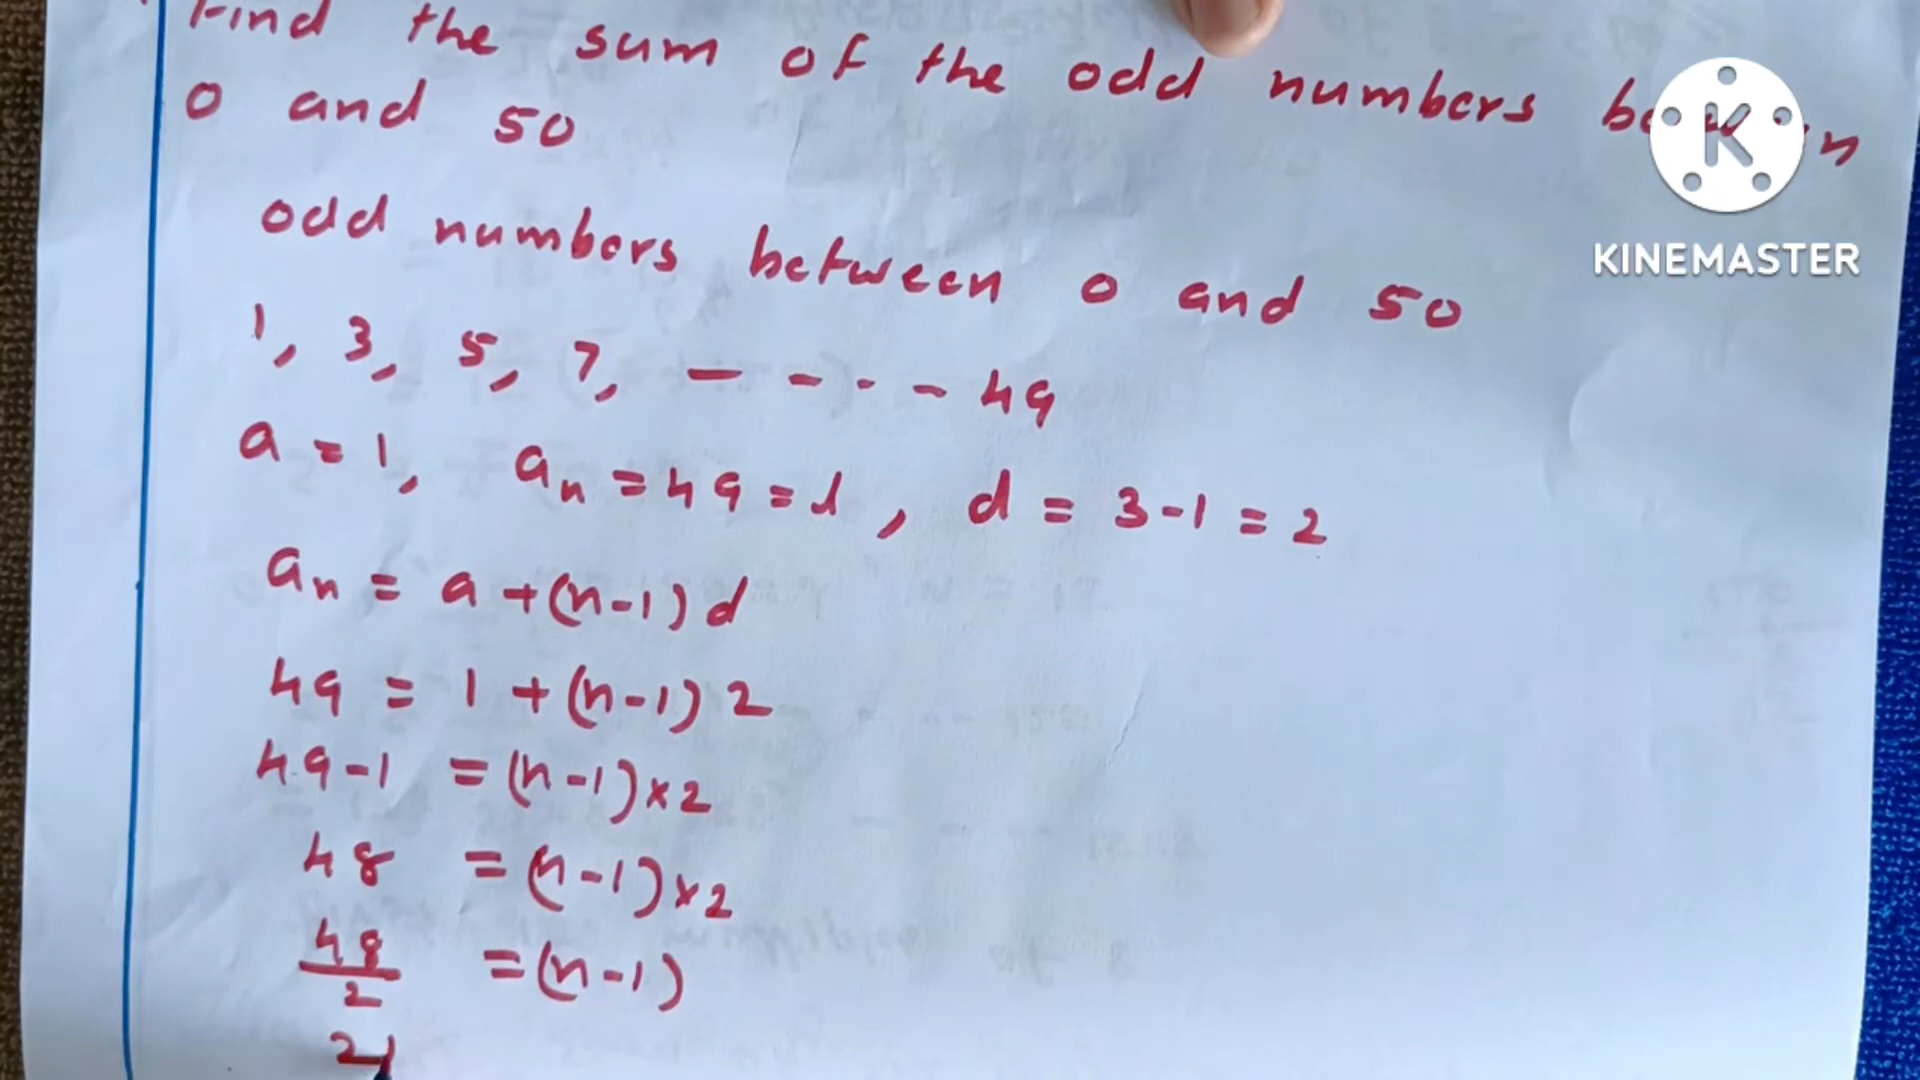 Find the sum of the odd numbers
0 and 50
odd numbers between 0 and 50
1, 3, 5, 7, - - - - 49
a = 1, an = 49 = l, d = 3-1 = 2
an = a +(n-1) d
49 = 1 + (n-1) 2
49-1 = (n-1)×2
48 = (n-1)×2
48/2 = (n-1)
K
KINEMASTER